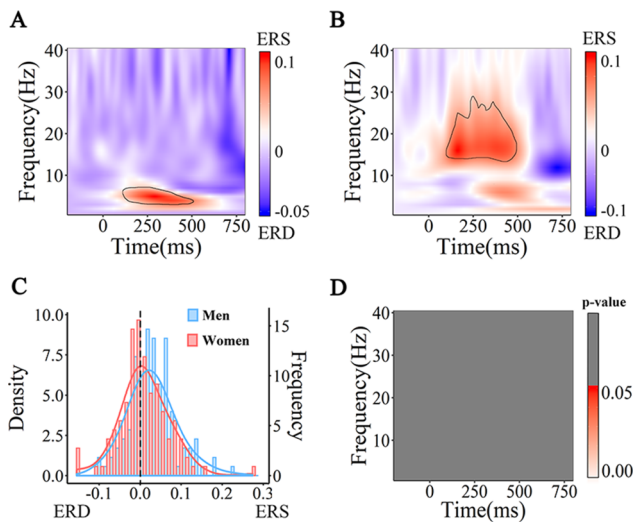 A
ERS
40
30
20
10
Frequency(Hz)
0.1
0
-0.05
0 250 500 750
Time(ms)
ERD
B
ERS
40
30
20
10
Frequency(Hz)
0.1
0
-0.1
0 250 500 750
Time(ms)
ERD
C
Men
Women
10.0
7.5
5.0
2.5
0.0
Density
15
10
5
0
Frequency
-0.1 0.0 0.1 0.2 0.3
ERD ERS
D
p-value
40
30
20
10
Frequency(Hz)
0.05
0.00
0 250 500 750
Time(ms)